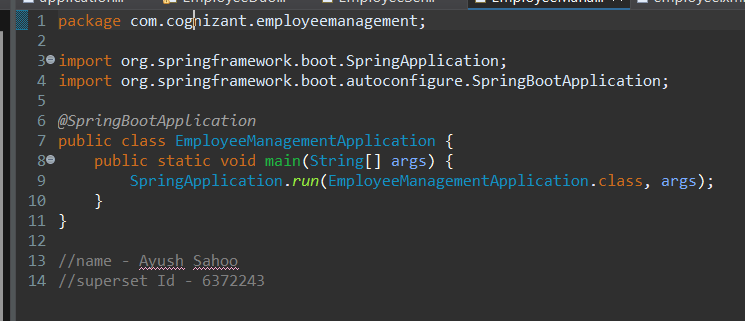 package com.cognizant.employeemanagement;
import org.springframework.boot.SpringApplication;
import org.springframework.boot.autoconfigure.SpringBootApplication;
@SpringBootApplication
public class EmployeeManagementApplication {
public static void main(String[] args) {
SpringApplication.run(EmployeeManagementApplication.class, args);
}
}
//name - Ayush Sahoo
//superset Id - 6372243